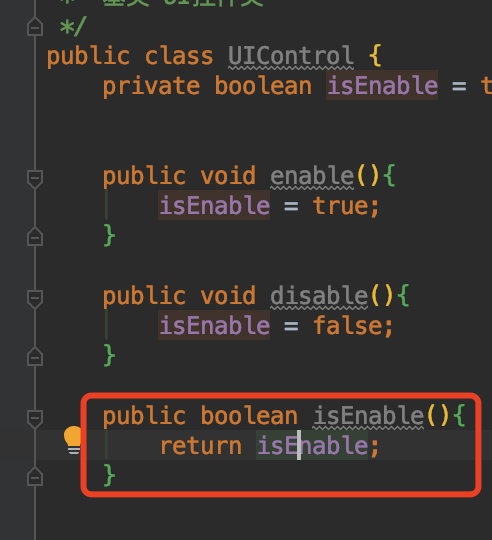 */
public class UIControl {
private boolean isEnable = t
public void enable(){
isEnable = true;
}
public void disable(){
isEnable = false;
}
public boolean isEnable(){
return isEnable;
}